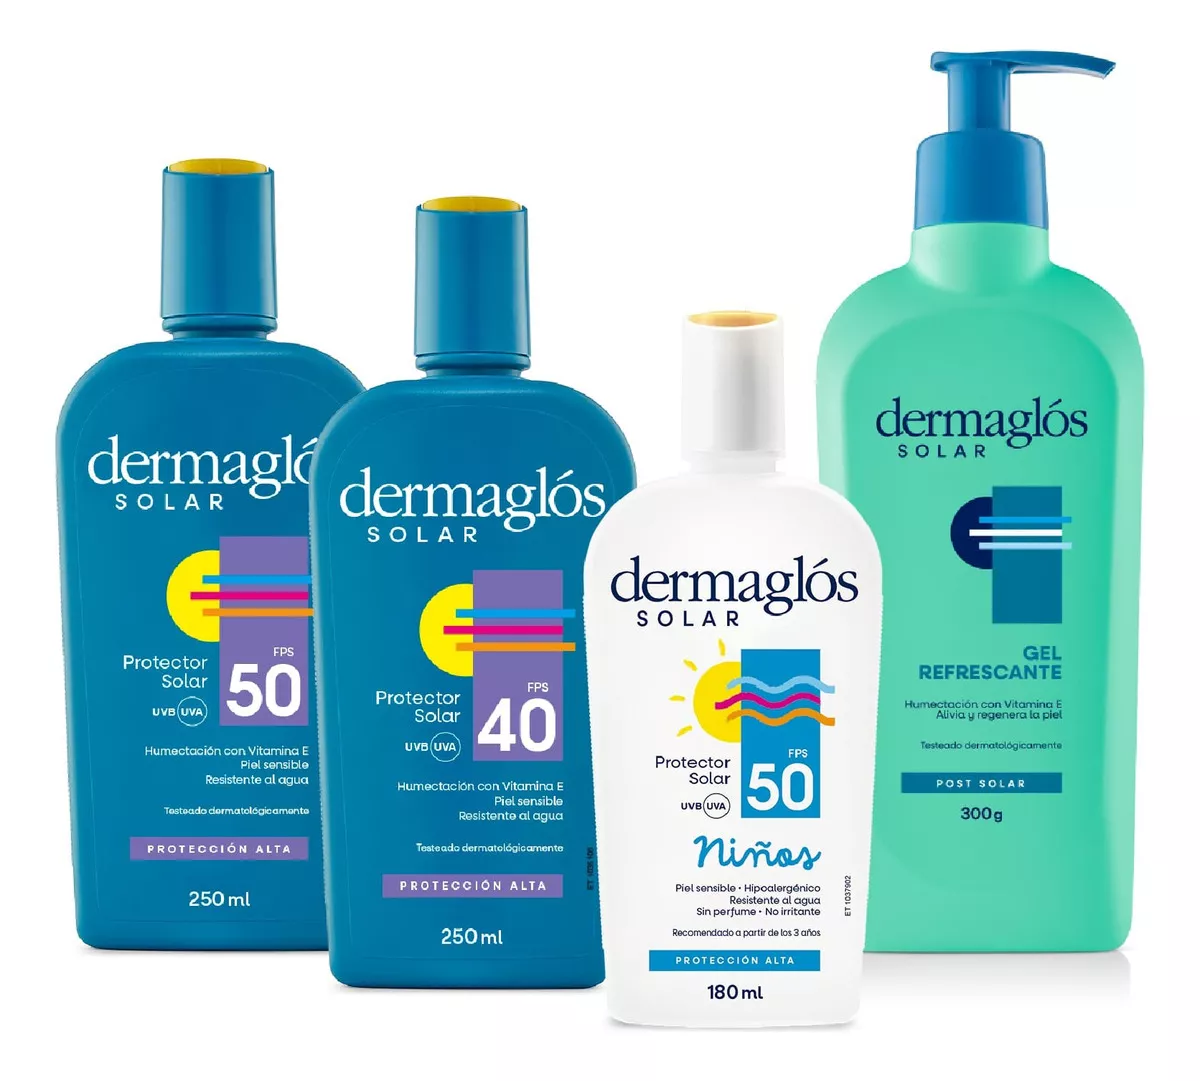 dermagló
SOLAR
FPS
Protector
Solar
50
UVB UVA
Humectación con Vitamina E
Piel sensible
Resistente al agua
Testeado dermatológicamente
PROTECCIÓN ALTA
250 ml
dermaglós
SOLAR
FPS
Protector
Solar
40
UVB UVA
Humectación con Vitamina E
Piel sensible
Resistente al agua
Testeado dermatológicamente
PROTECCIÓN ALTA
250 ml
dermaglós
SOLAR
FPS
Protector
Solar
50
UVB UVA
Niños
Piel sensible • Hipoalergénico
Resistente al agua
Sin perfume • No irritante
Recomendado a partir de los 3 años
PROTECCIÓN ALTA
180 ml
ET 1037902
dermaglós
SOLAR
GEL
REFRESCANTE
Humectación con Vitamina E
Alivia y regenera la piel
Testeado dermatológicamente
POST SOLAR
300 g